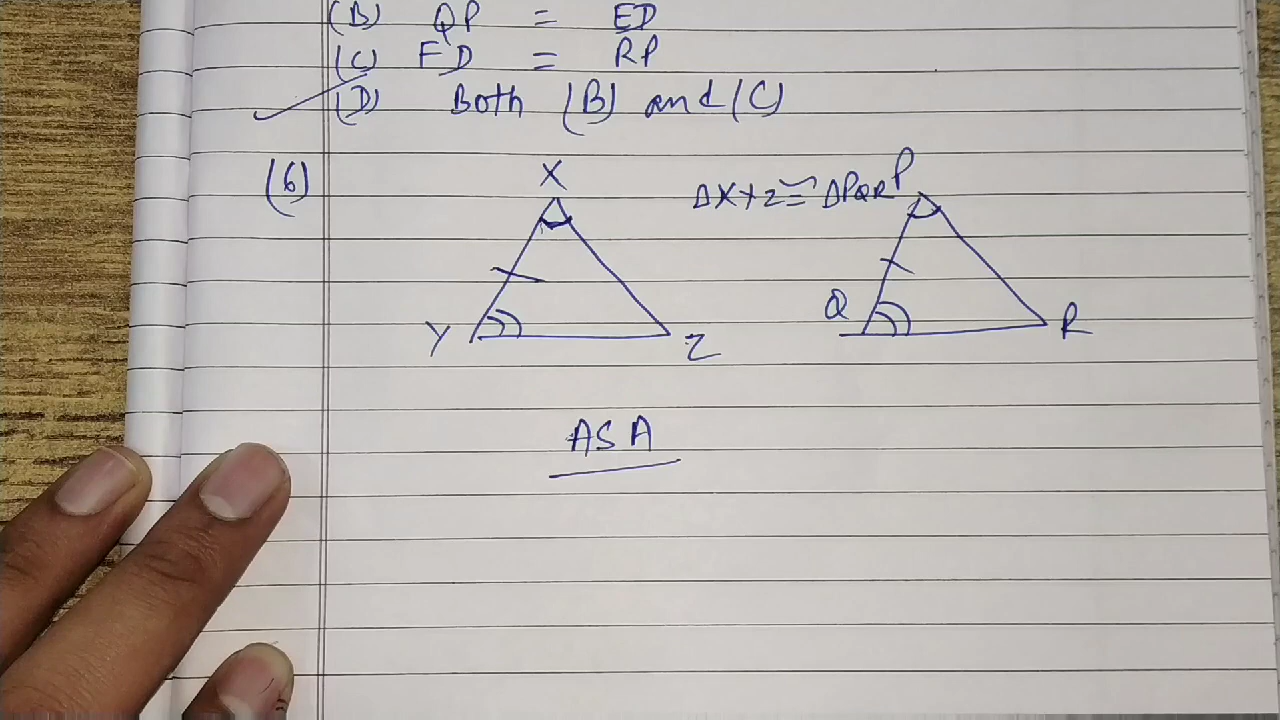 (B) QP = ED
(C) FD = RP
(D) Both (B) and (C)
(6)
X
ΔXYZ ≅ ΔPQR
P
Y
Z
Q
R
ASA